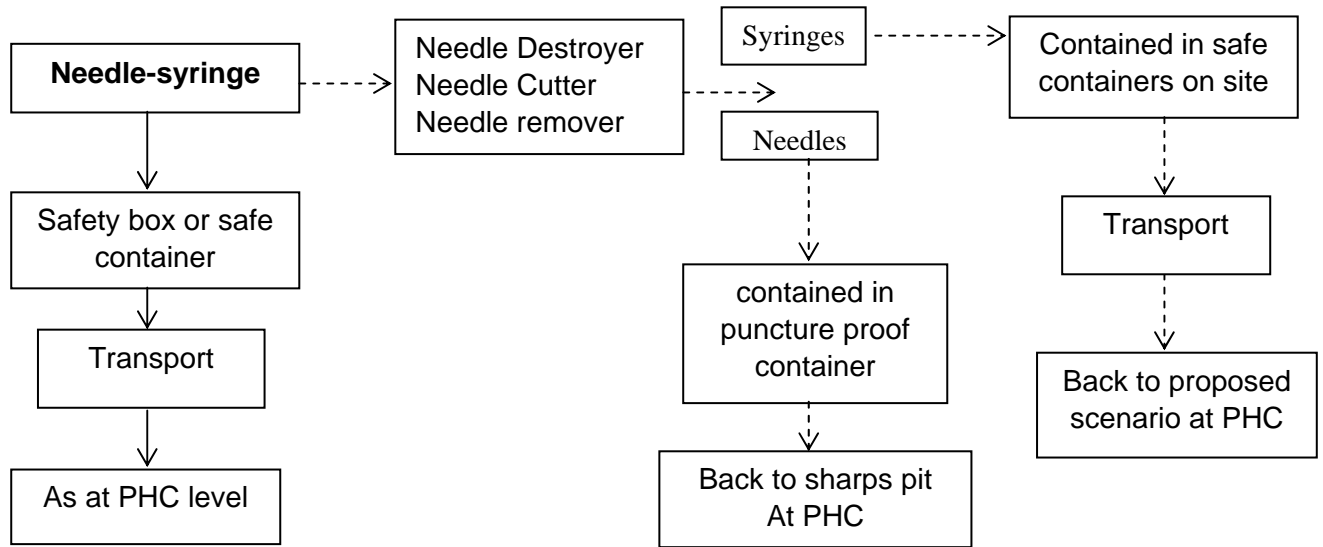 Needle-syringe
Needle Destroyer
Needle Cutter
Needle remover
Syringes
Needles
Contained in safe
containers on site
Safety box or safe
container
Transport
As at PHC level
contained in
puncture proof
container
Back to sharps pit
At PHC
Transport
Back to proposed
scenario at PHC